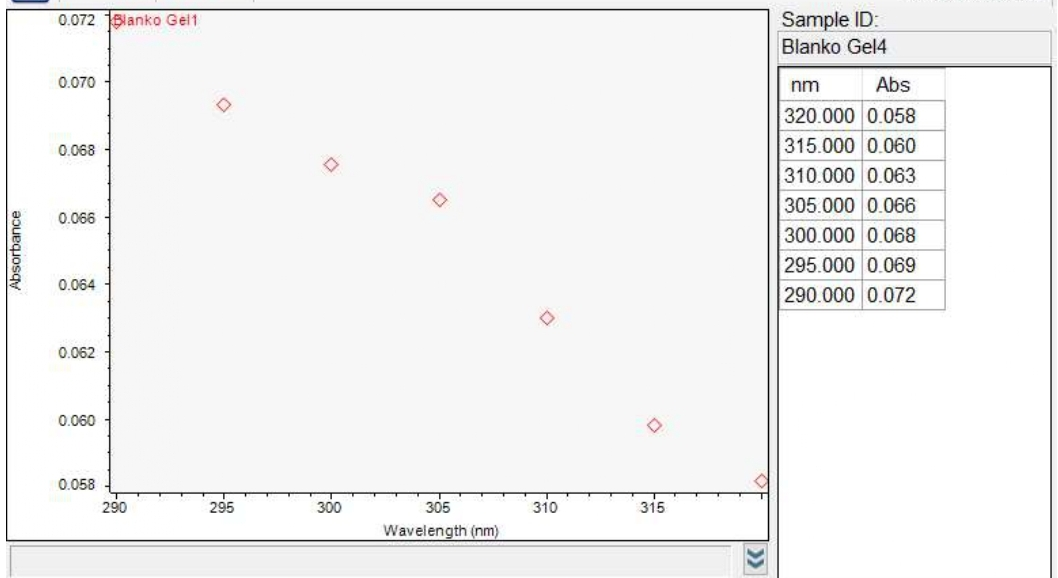 0.072
Blanko Gel1
0.070
0.068
0.066
0.064
0.062
0.060
0.058
Absorbance
290 295 300 305 310 315
Wavelength (nm)
Sample ID:
Blanko Gel4
nm Abs
320.000 0.058
315.000 0.060
310.000 0.063
305.000 0.066
300.000 0.068
295.000 0.069
290.000 0.072